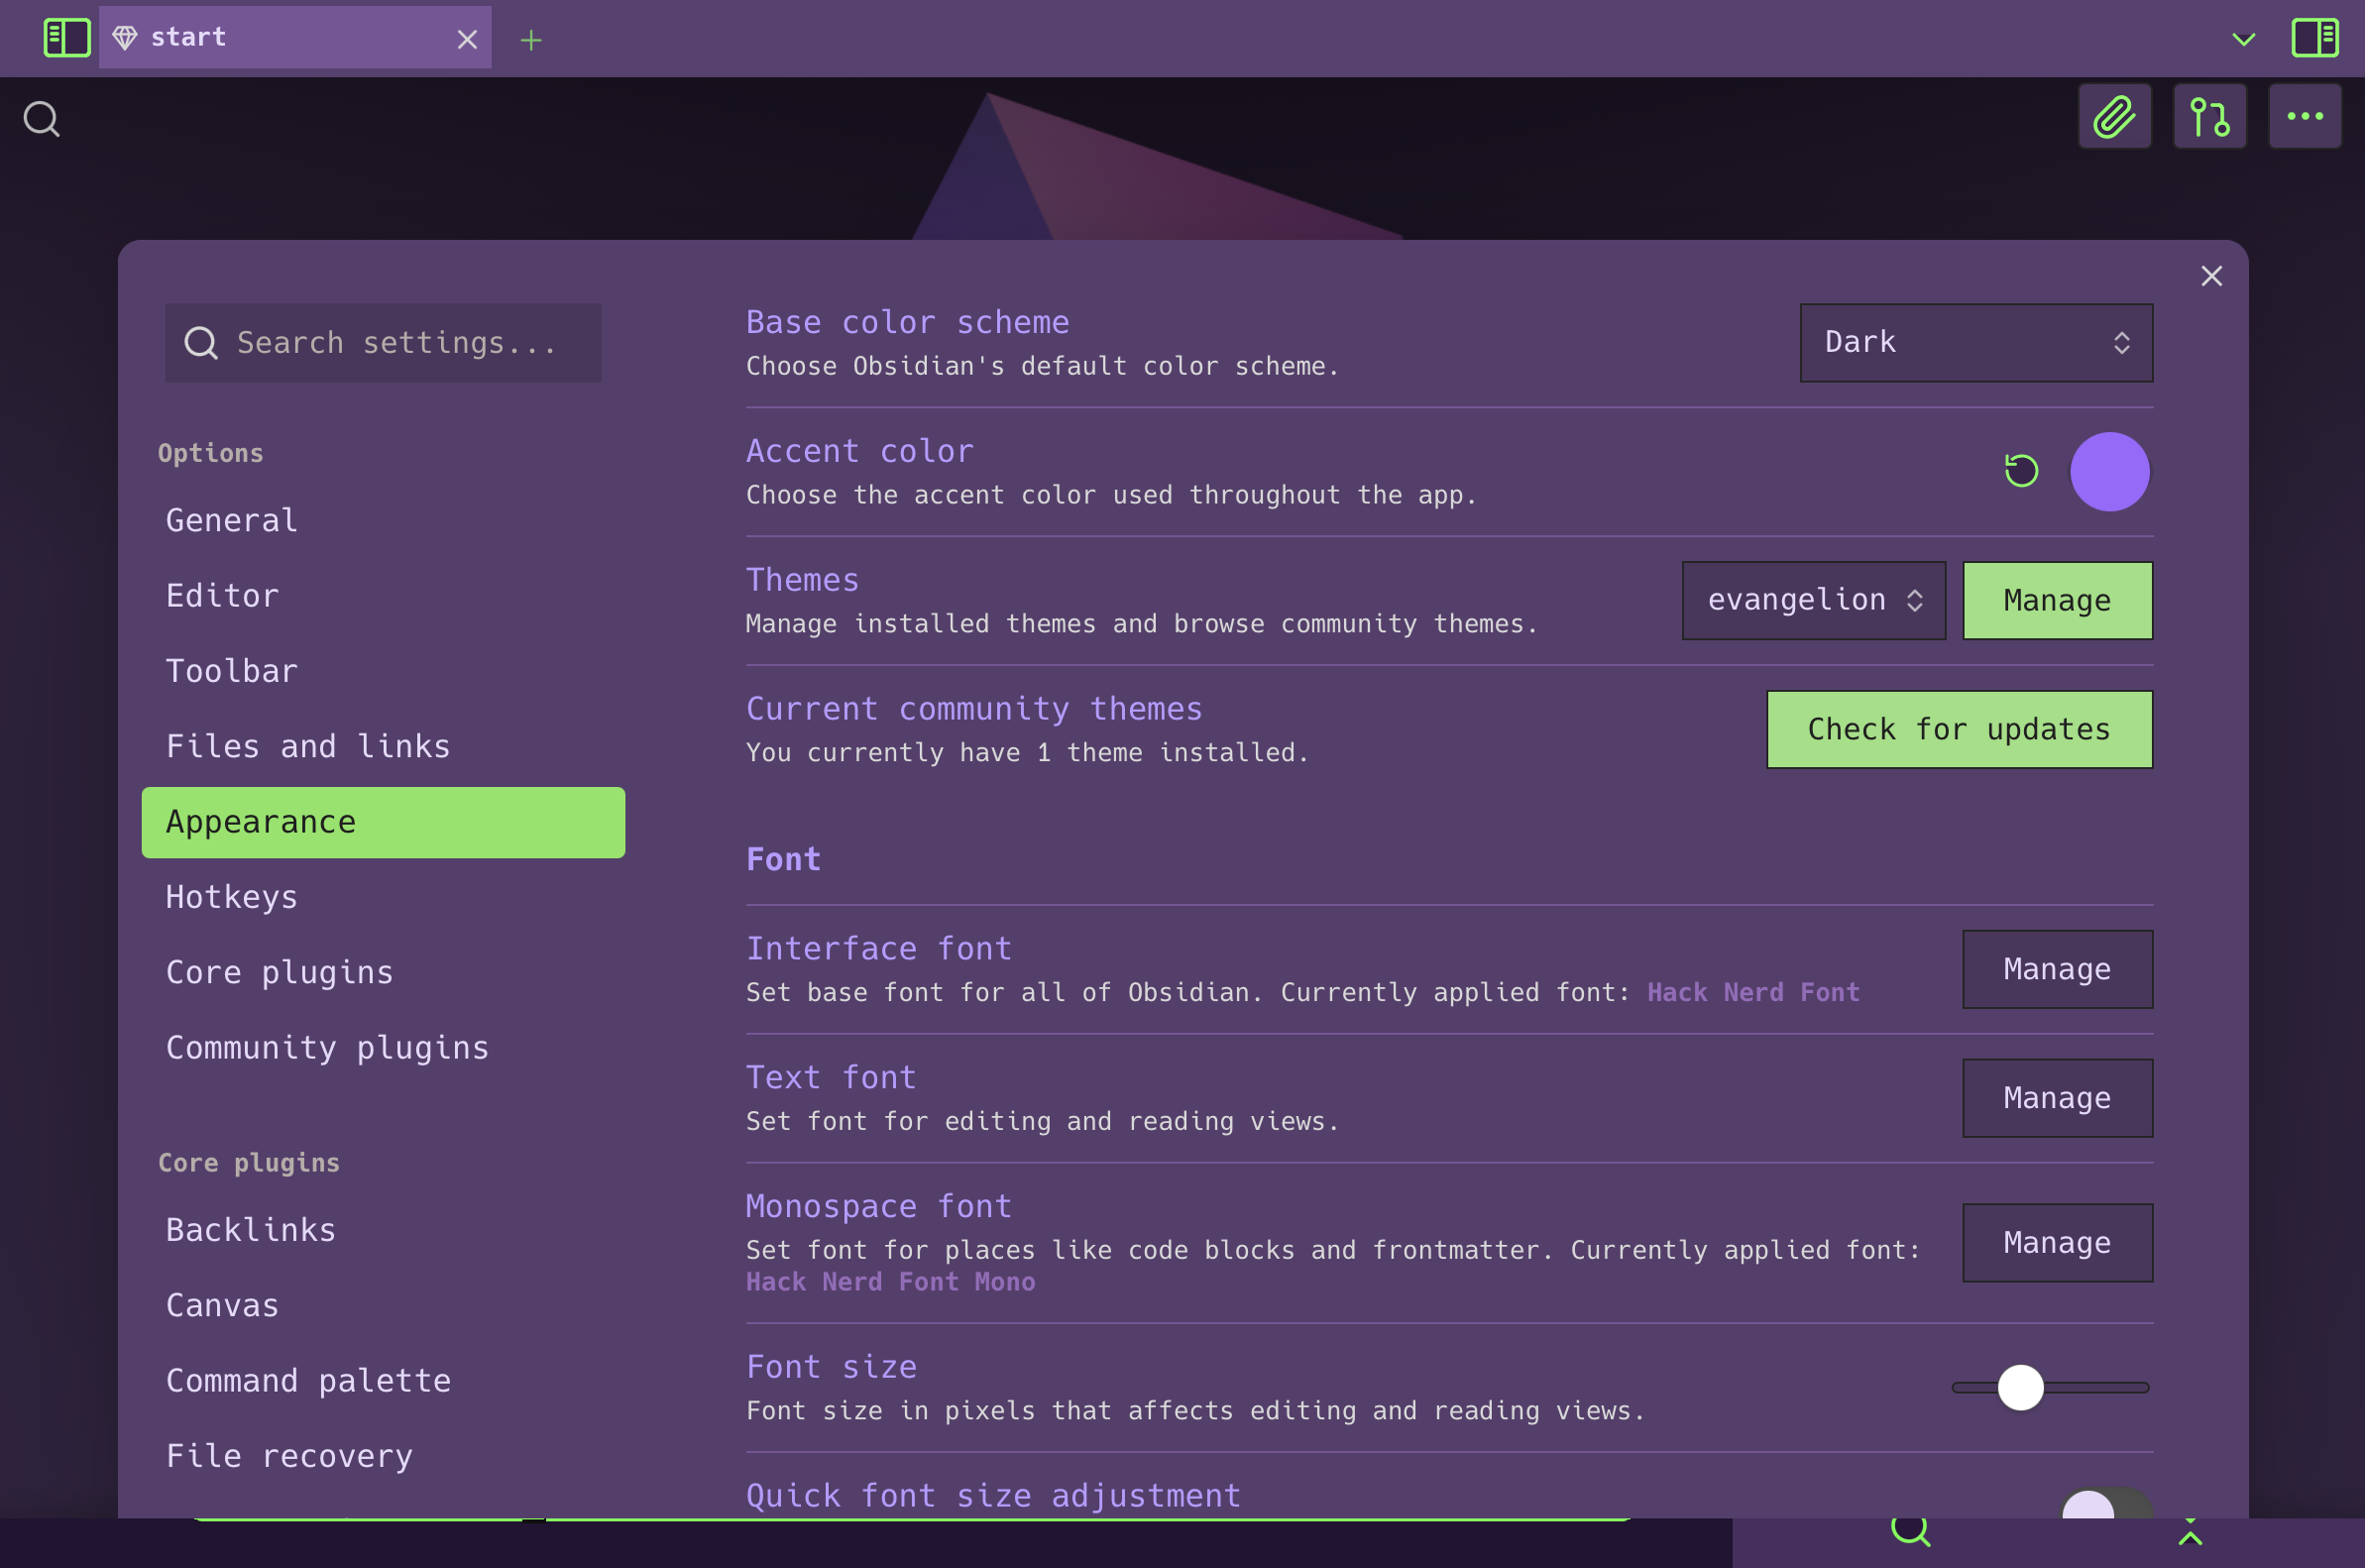 start
Search settings...
Options
General
Editor
Toolbar
Files and links
Appearance
Hotkeys
Core plugins
Community plugins
Core plugins
Backlinks
Canvas
Command palette
File recovery
Base color scheme
Choose Obsidian's default color scheme.
Dark
Accent color
Choose the accent color used throughout the app.
Themes
Manage installed themes and browse community themes.
evangelion
Manage
Current community themes
You currently have 1 theme installed.
Check for updates
Font
Interface font
Set base font for all of Obsidian. Currently applied font: Hack Nerd Font
Manage
Text font
Set font for editing and reading views.
Manage
Monospace font
Set font for places like code blocks and frontmatter. Currently applied font:
Hack Nerd Font Mono
Manage
Font size
Font size in pixels that affects editing and reading views.
Quick font size adjustment